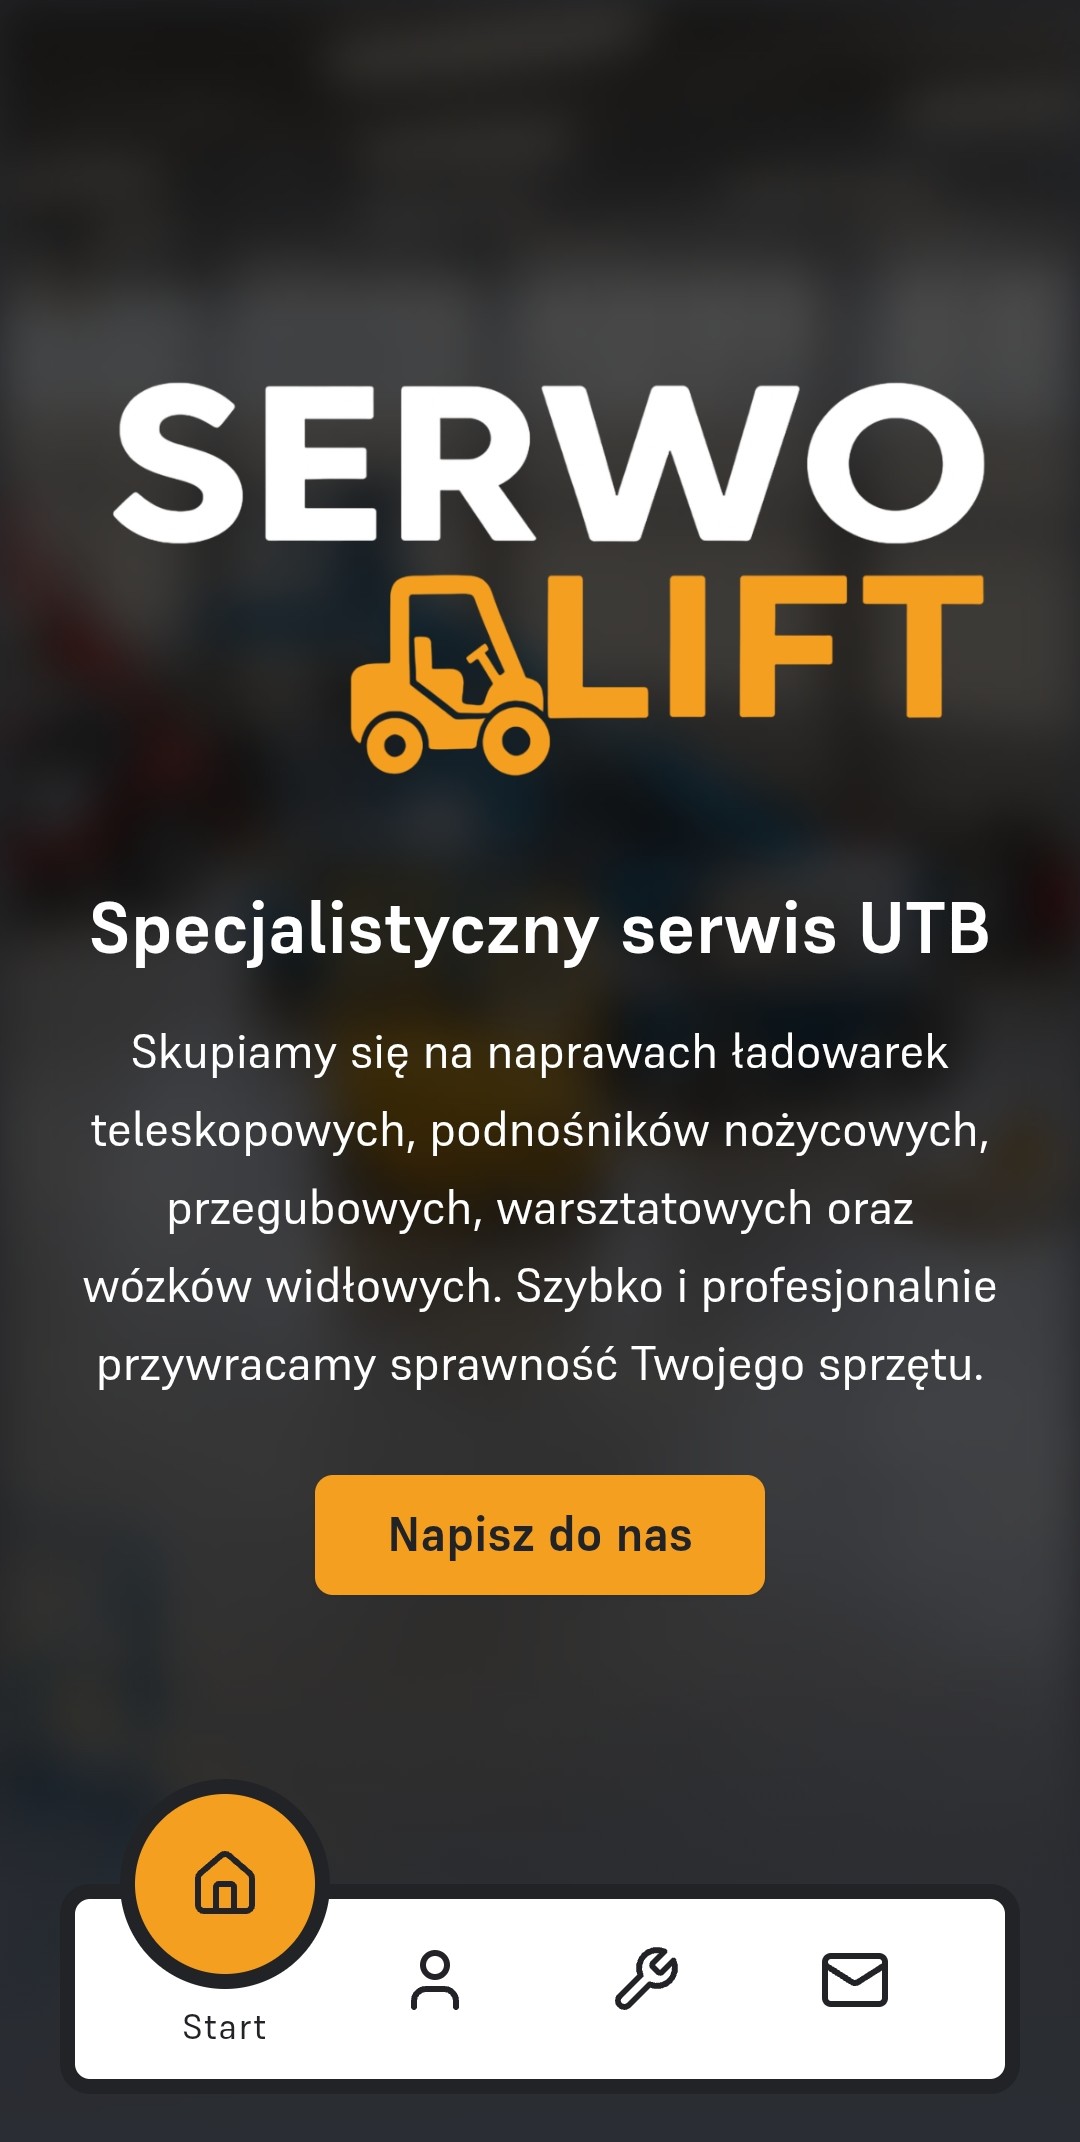 SERWO
LIFT
Specjalistyczny serwis UTB
Skupiamy się na naprawach ładowarek
teleskopowych, podnośników nożycowych,
przegubowych, warsztatowych oraz
wózków widłowych. Szybko i profesjonalnie
przywracamy sprawność Twojego sprzętu.
Napisz do nas
Start